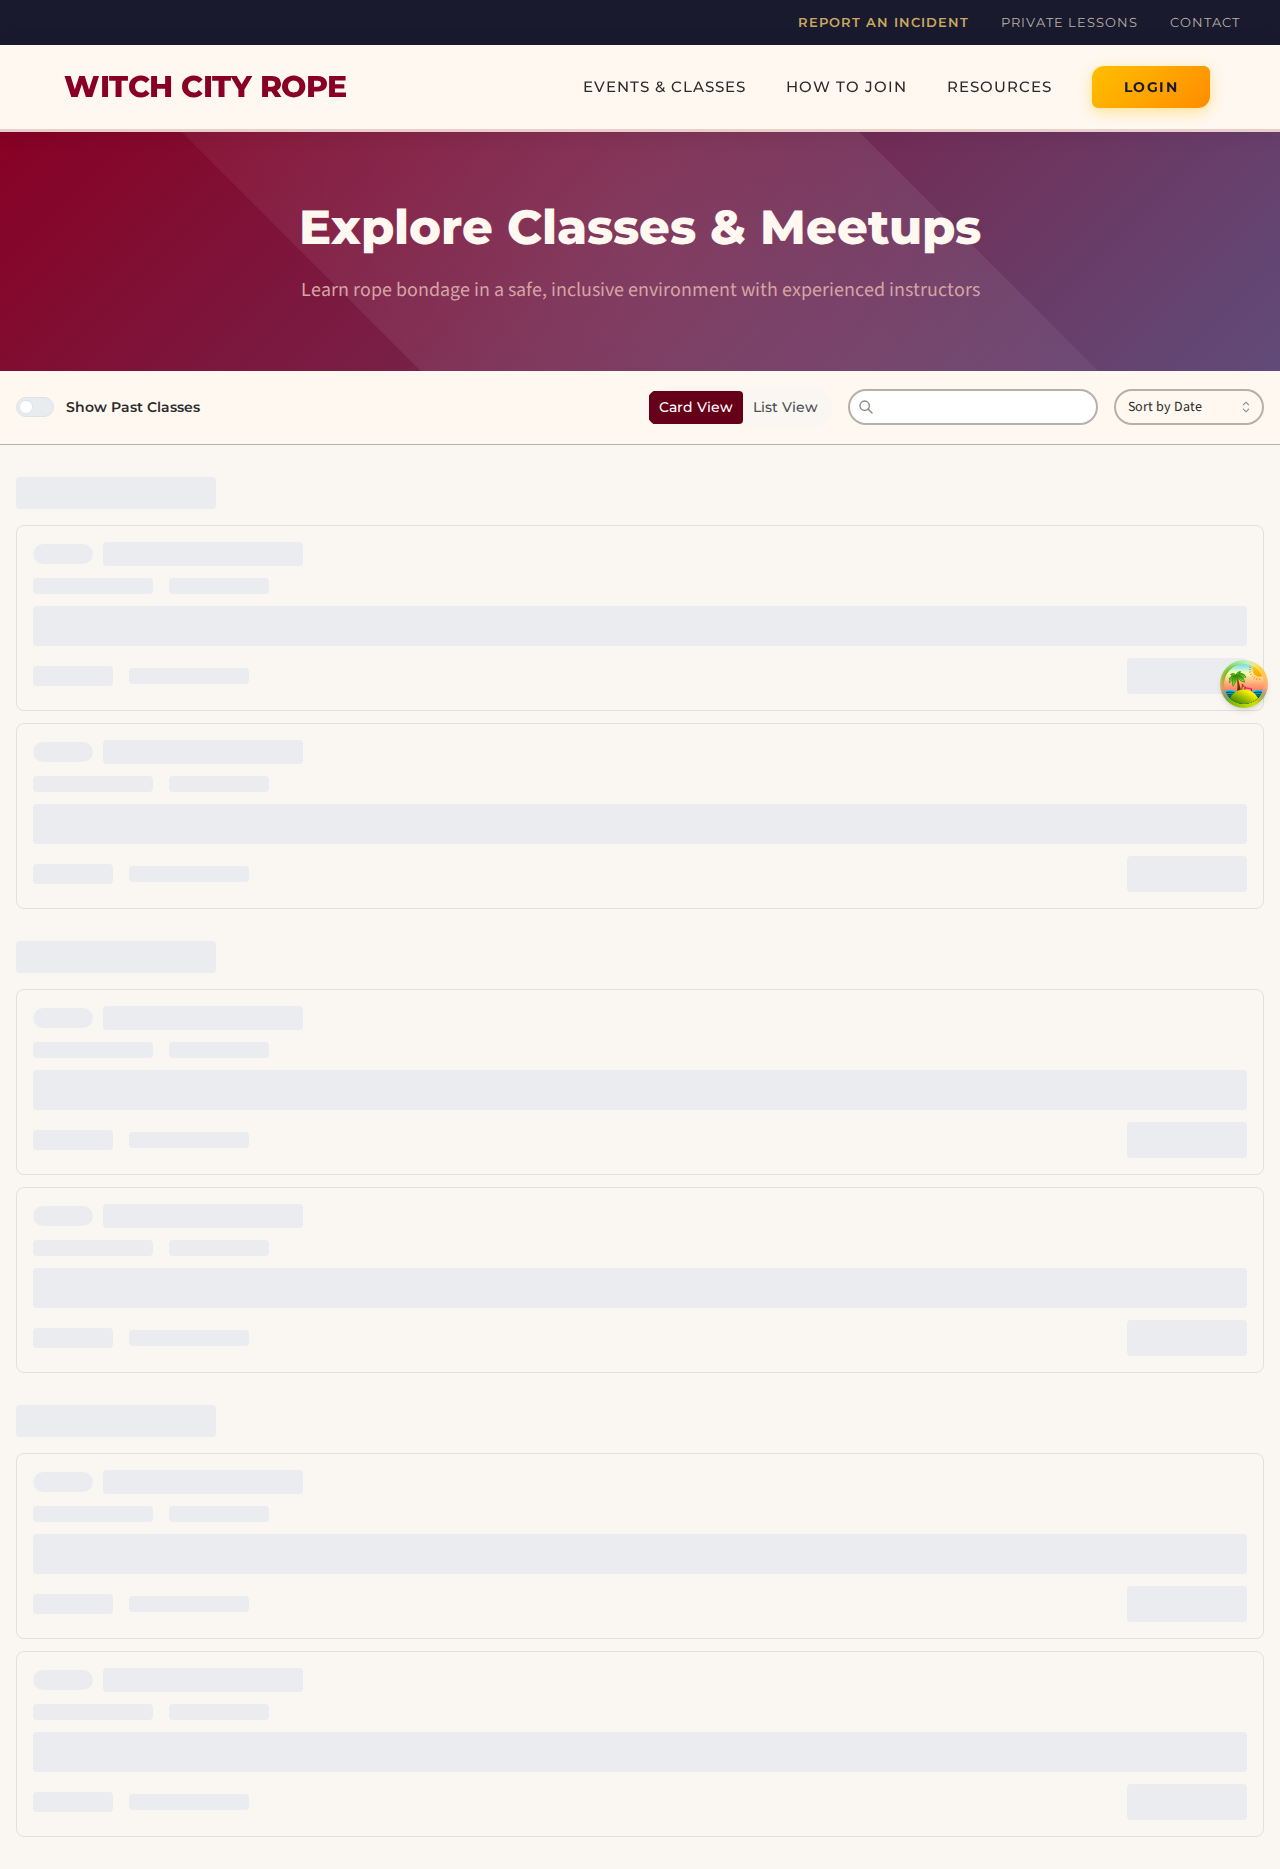 REPORT AN INCIDENT PRIVATE LESSONS CONTACT
WITCH CITY ROPE EVENTS & CLASSES HOW TO JOIN RESOURCES LOGIN
Explore Classes & Meetups
Learn rope bondage in a safe, inclusive environment with experienced instructors
Show Past Classes Card View List View Sort by Date